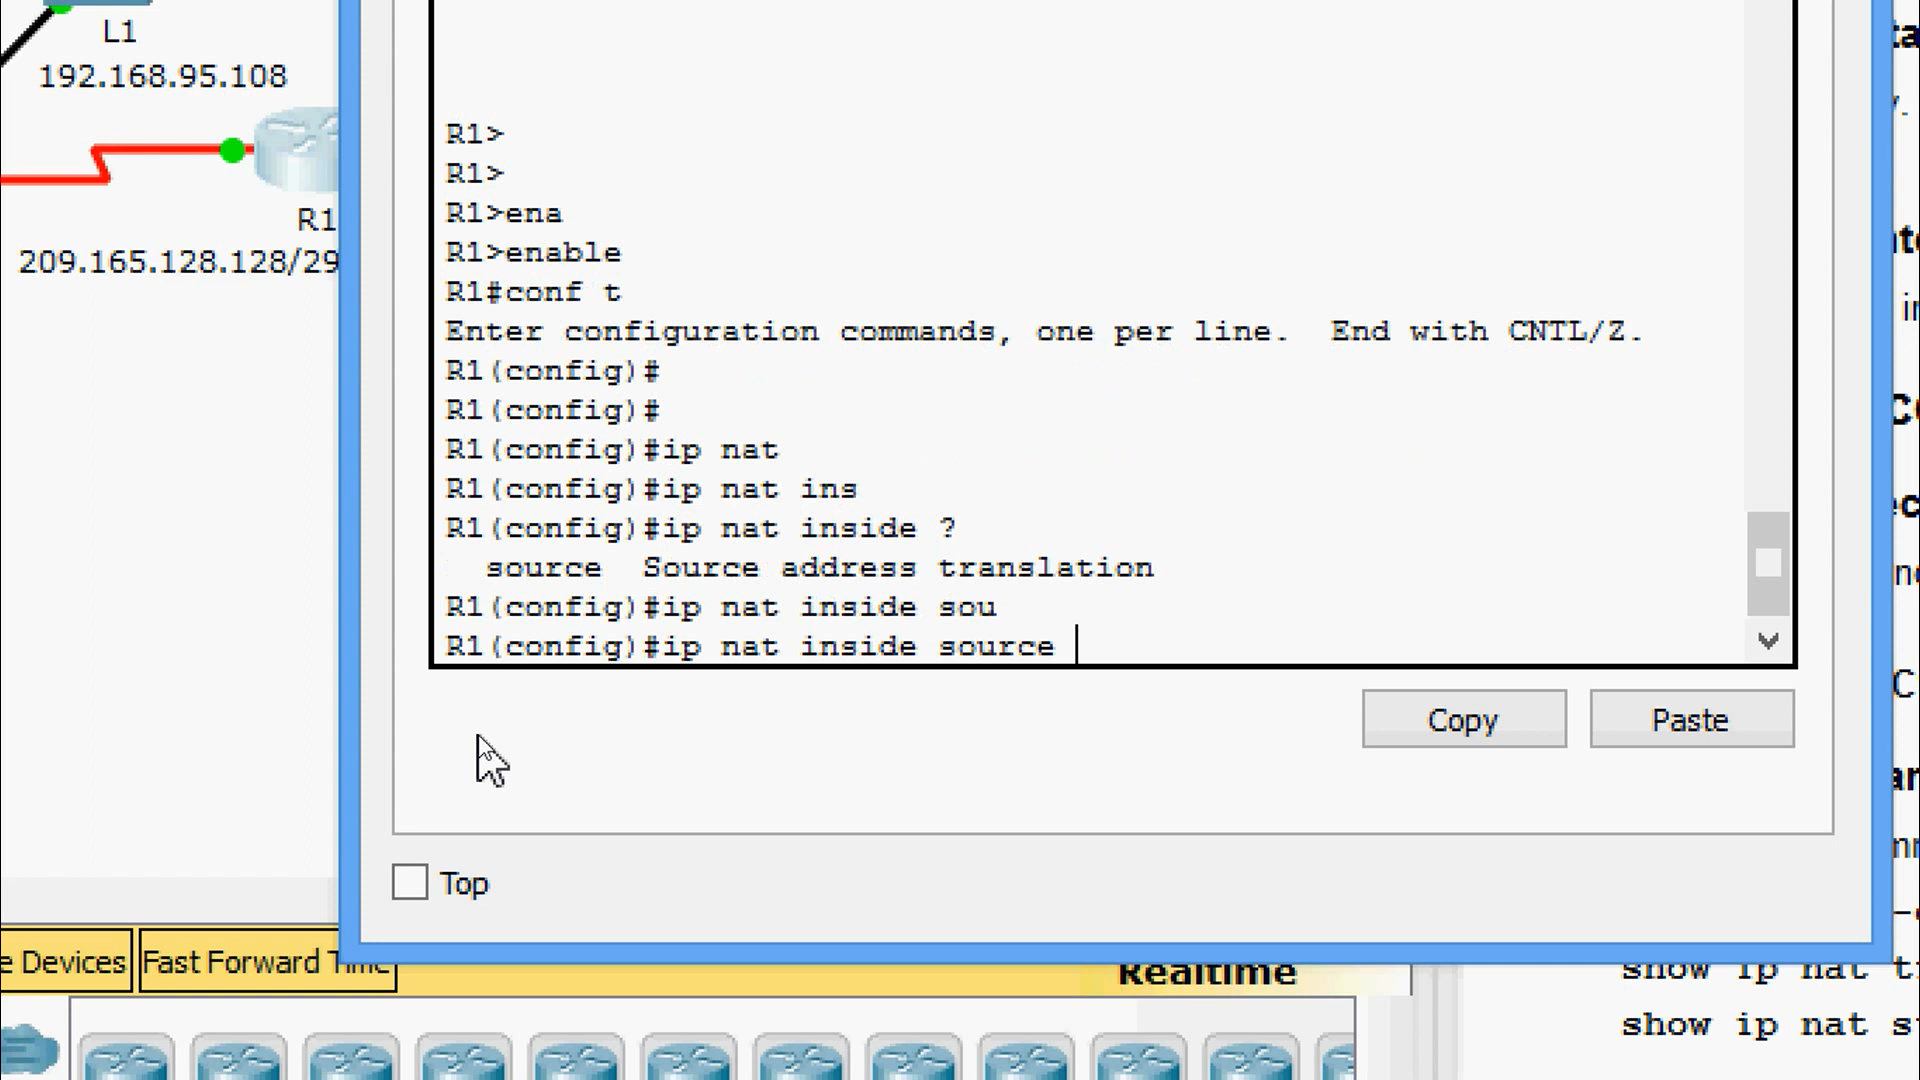 L1
192.168.95.108
R1
209.165.128.128/29
R1>
R1>
R1>ena
R1>enable
R1#conf t
Enter configuration commands, one per line.  End with CNTL/Z.
R1(config)#
R1(config)#
R1(config)#ip nat
R1(config)#ip nat ins
R1(config)#ip nat inside ?
source  Source address translation
R1(config)#ip nat inside sou
R1(config)#ip nat inside source
Copy
Paste
Top
e Devices
Fast Forward Time
Realtime
show ip nat t
show ip nat s